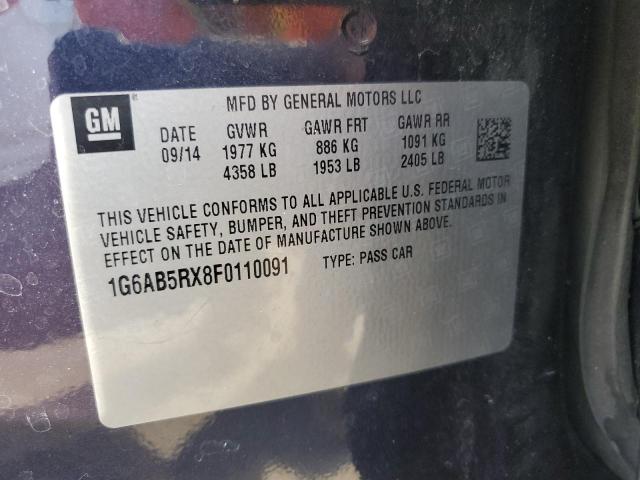 GM
MFD BY GENERAL MOTORS LLC
DATE GVWR GAWR FRT GAWR RR
09/14 1977 KG 886 KG 1091 KG
4358 LB 1953 LB 2405 LB
THIS VEHICLE CONFORMS TO ALL APPLICABLE U.S. FEDERAL MOTOR
VEHICLE SAFETY, BUMPER, AND THEFT PREVENTION STANDARDS IN
EFFECT ON THE DATE OF MANUFACTURE SHOWN ABOVE.
1G6AB5RX8F0110091 TYPE: PASS CAR